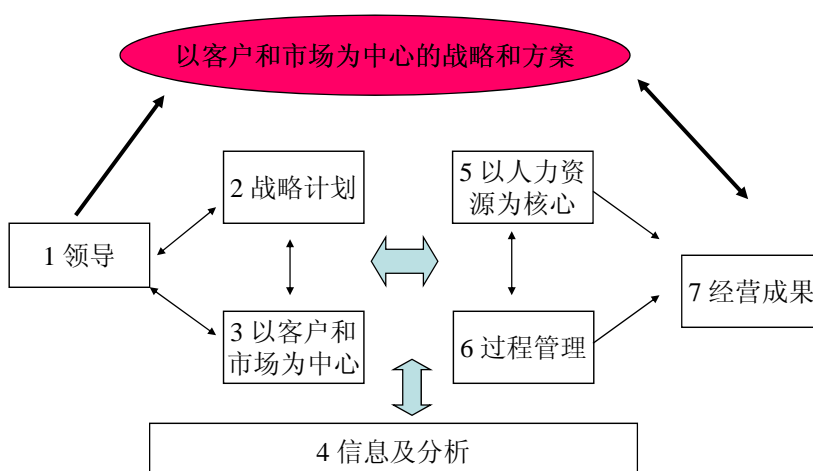 以客户和市场为中心的战略和方案
2 战略计划
5 以人力资
源为核心
1 领导
7 经营成果
3 以客户和
市场为中心
6 过程管理
4 信息及分析